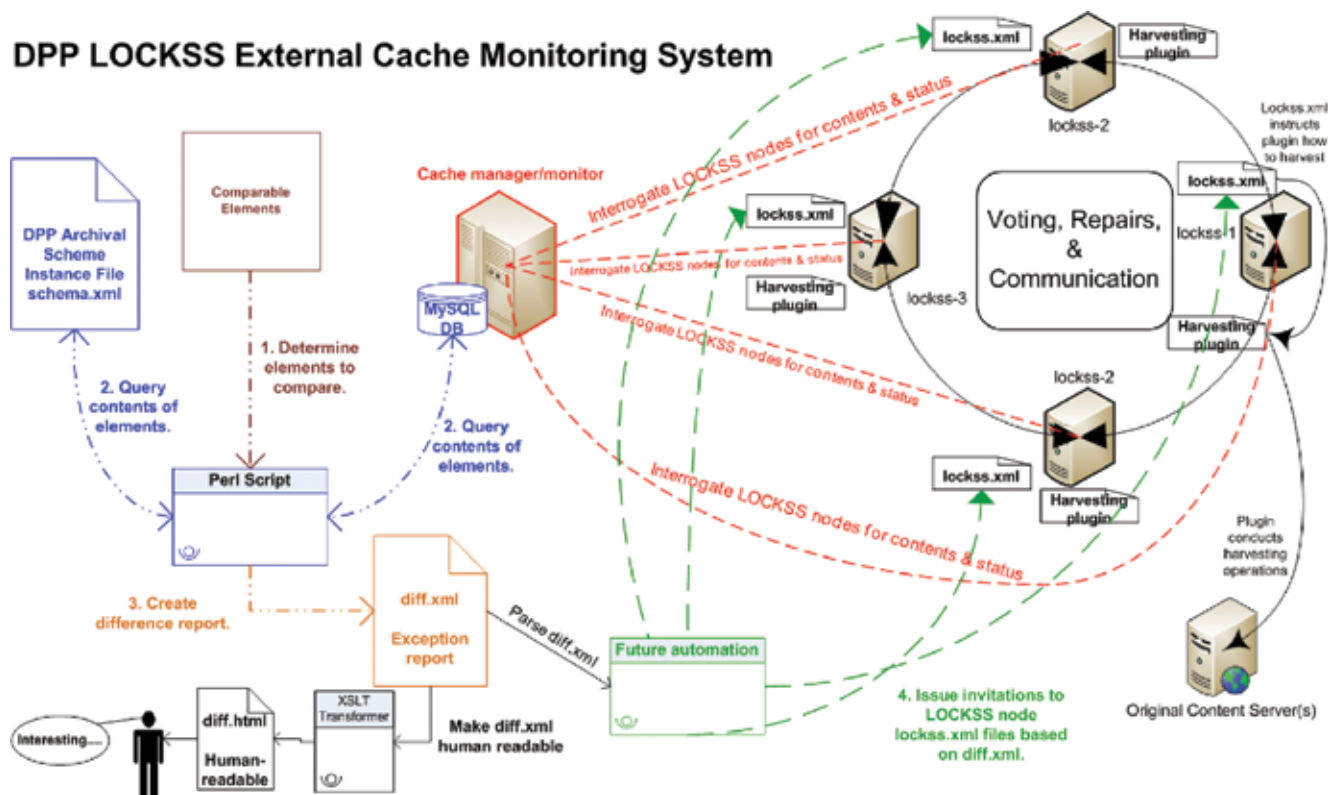 DPP LOCKSS External Cache Monitoring System
lockss.xml
Harvesting
plugin
lockss-2
Lockss.xml
instructs
plugin how
to harvest
DPP Archival
Scheme
Instance File
schema.xml
Comparable
Elements
Cache manager/monitor
MySQL
DB
Interrogate LOCKSS nodes for contents & status
lockss.xml
Interrogate LOCKSS nodes for contents & status
Harvesting
plugin
lockss-3
Voting, Repairs,
&
Communication
lockss.xml
lockss-1
Harvesting
plugin
Interrogate LOCKSS nodes for contents & status
lockss-2
lockss.xml
Harvesting
plugin
Interrogate LOCKSS nodes for contents & status
1. Determine
elements to
compare.
2. Query
contents of
elements.
2. Query
contents of
elements.
Perl Script
3. Create
difference report.
diff.xml
Exception
report
Parse diff.xml
Future automation
4. Issue invitations to
LOCKSS node
lockss.xml files based
on diff.xml.
Plugin
conducts
harvesting
operations
Original Content Server(s)
Make diff.xml
human readable
XSLT
Transformer
diff.html
Human-
readable
Interesting....